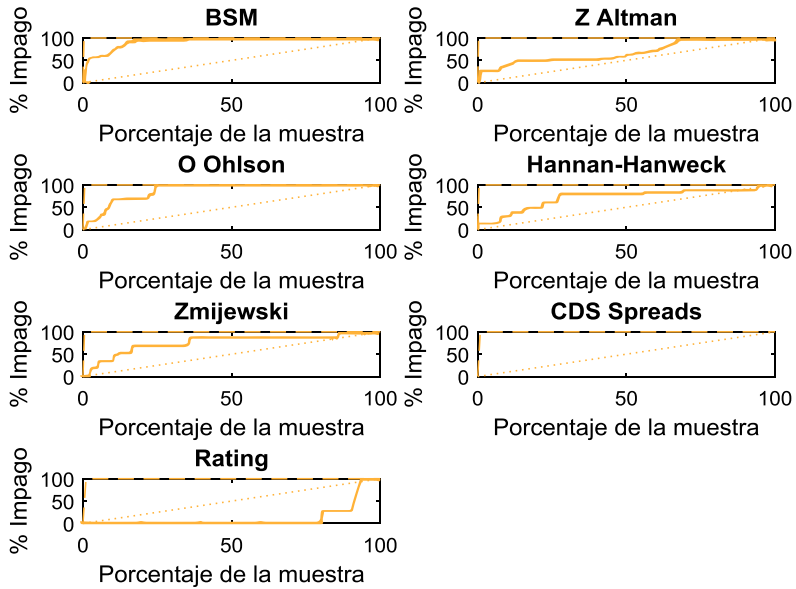 BSM
% Impago
100
50
0
0 50 100
Porcentaje de la muestra
Z Altman
% Impago
100
50
0
0 50 100
Porcentaje de la muestra
O Ohlson
% Impago
100
50
0
0 50 100
Porcentaje de la muestra
Hannan-Hanweck
% Impago
100
50
0
0 50 100
Porcentaje de la muestra
Zmijewski
% Impago
100
50
0
0 50 100
Porcentaje de la muestra
CDS Spreads
% Impago
100
50
0
0 50 100
Porcentaje de la muestra
Rating
% Impago
100
50
0
0 50 100
Porcentaje de la muestra